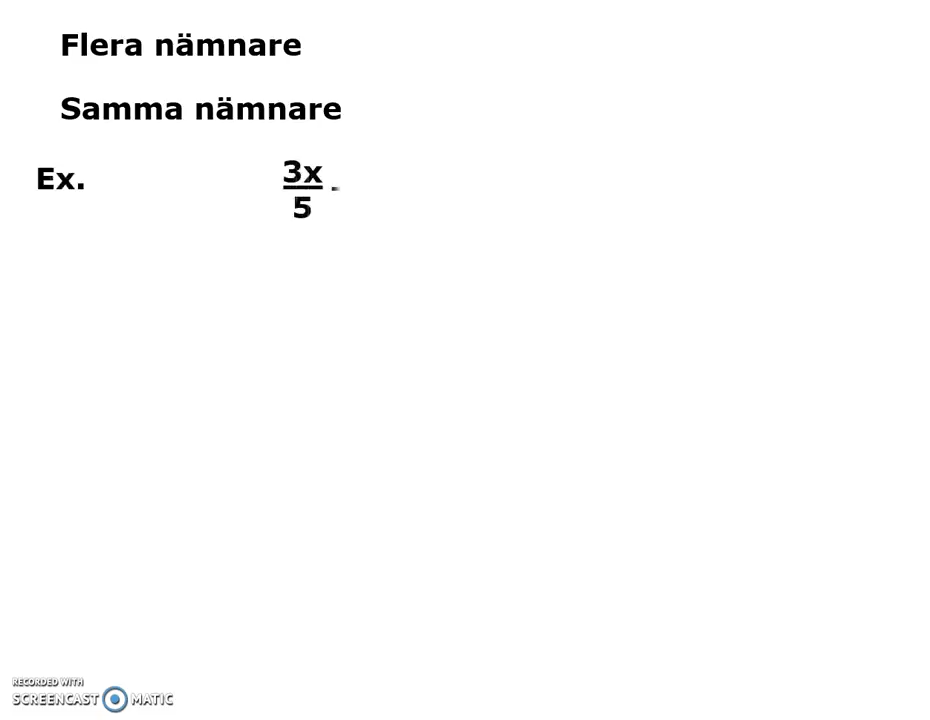 Flera nämnare
Samma nämnare
Ex.
3x
5
RECORDED WITH
SCREENCAST MATIC